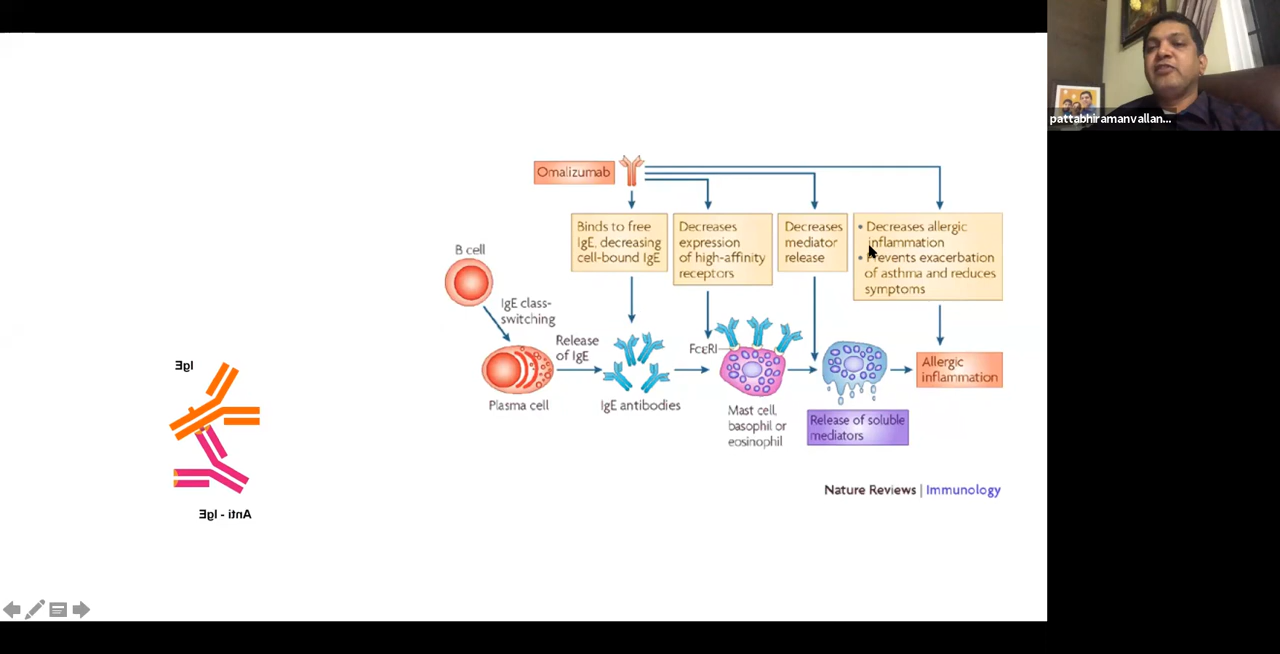 pattabhiramanvallan...
Omalizumab
Binds to free
IgE, decreasing
cell-bound IgE
Decreases
expression
of high-affinity
receptors
Decreases
mediator
release
• Decreases allergic
inflammation
• Prevents exacerbation
of asthma and reduces
symptoms
B cell
IgE class-
switching
Release
of IgE
FcεRI
Plasma cell
IgE antibodies
Mast cell,
basophil or
eosinophil
Release of soluble
mediators
Allergic
inflammation
Nature Reviews | Immunology
IgE
Anti - IgE